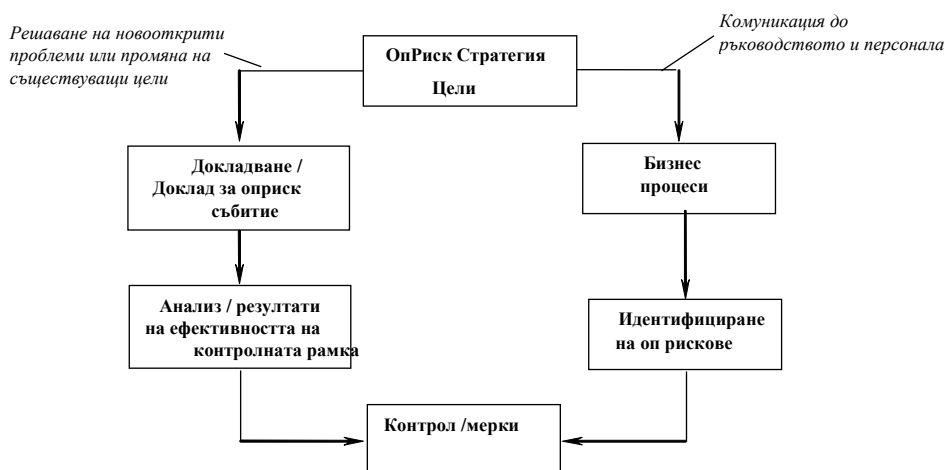 Решаване на новооткрити
проблеми или промяна на
съществуващи цели
Комуникация до
ръководството и персонала
ОпРиск Стратегия
Цели
Докладване /
Доклад за оприск
събитие
Бизнес
процеси
Анализ / резултати
на ефективността на
контролната рамка
Идентифициране
на оп рискове
Контрол /мерки